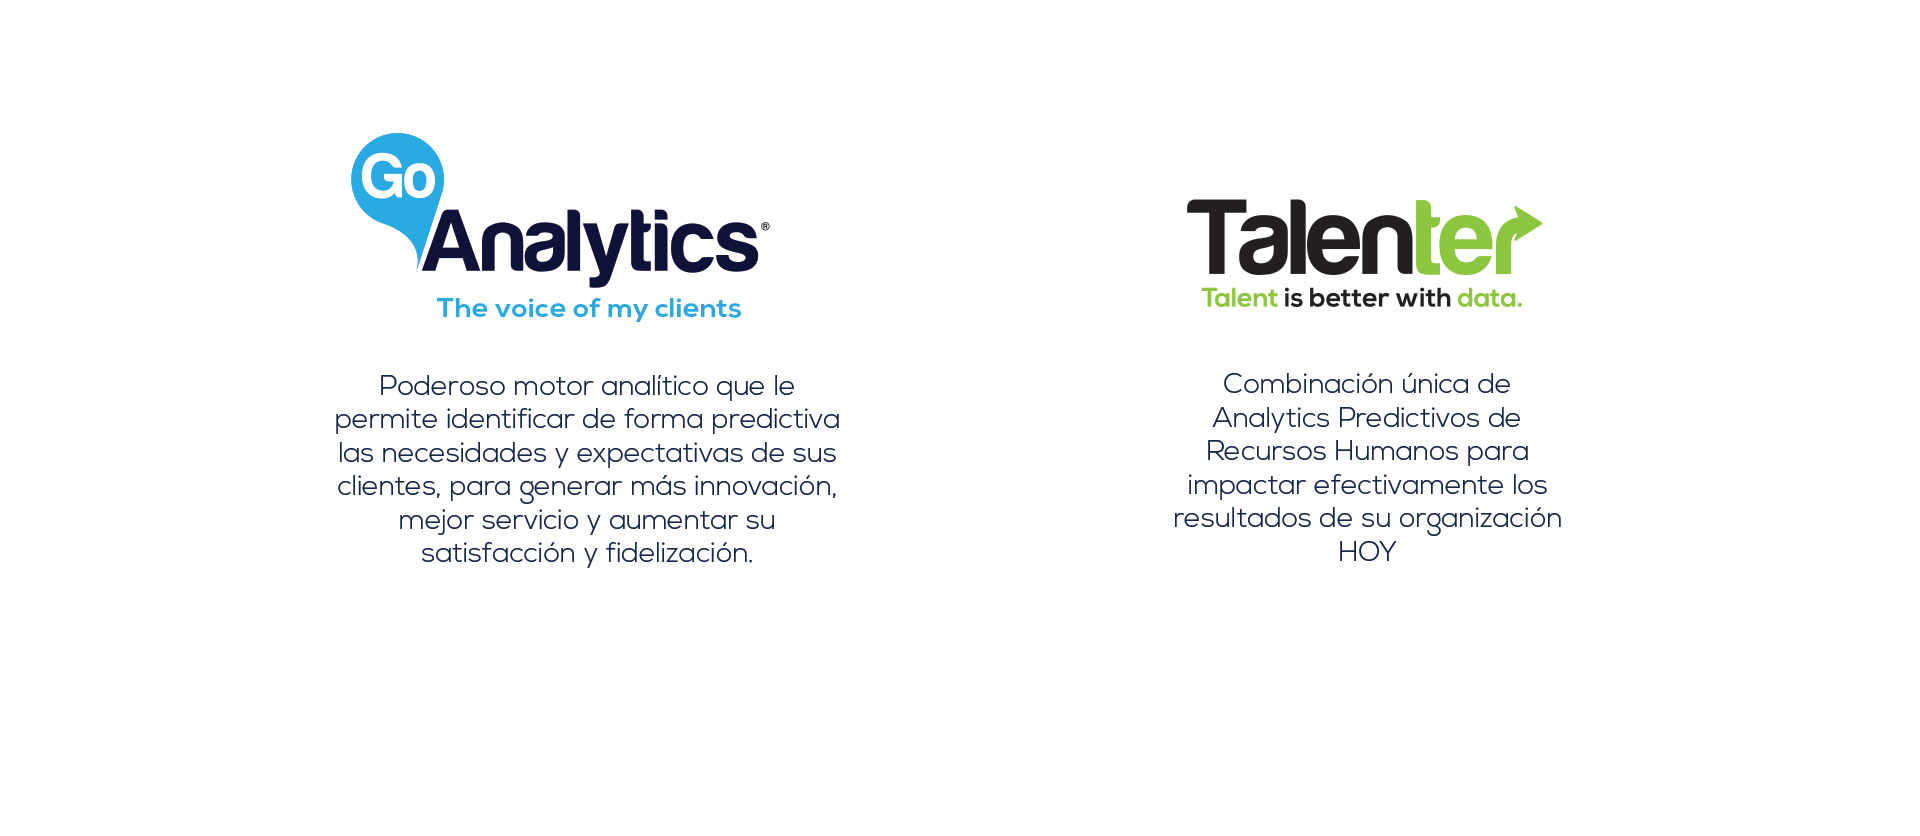 Go
Analytics®
The voice of my clients
Poderoso motor analítico que le
permite identificar de forma predictiva
las necesidades y expectativas de sus
clientes, para generar más innovación,
mejor servicio y aumentar su
satisfacción y fidelización.
Talenter
Talent is better with data.
Combinación única de
Analytics Predictivos de
Recursos Humanos para
impactar efectivamente los
resultados de su organización
HOY